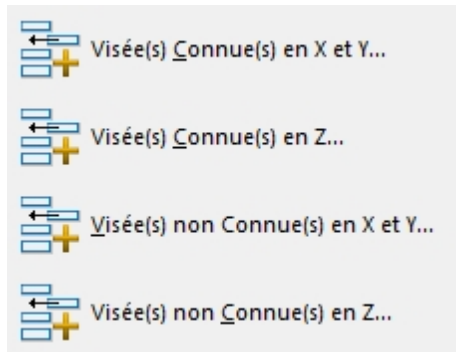 Visée(s) Connue(s) en X et Y...
Visée(s) Connue(s) en Z...
Visée(s) non Connue(s) en X et Y...
Visée(s) non Connue(s) en Z...